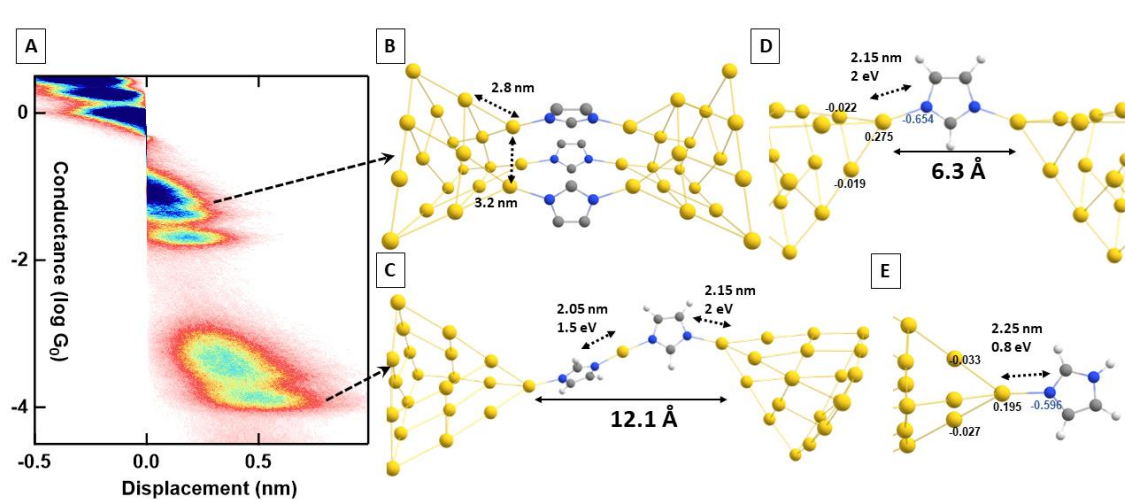 A
0
-2
-4
Conductance (log G0)
-0.5
0.0
0.5
Displacement (nm)
B
2.8 nm
3.2 nm
C
2.05 nm
1.5 eV
2.15 nm
2 eV
12.1 Å
D
2.15 nm
2 eV
-0.022
-0.654
0.275
-0.019
6.3 Å
E
2.25 nm
0.8 eV
-0.033
0.195
-0.596
-0.027